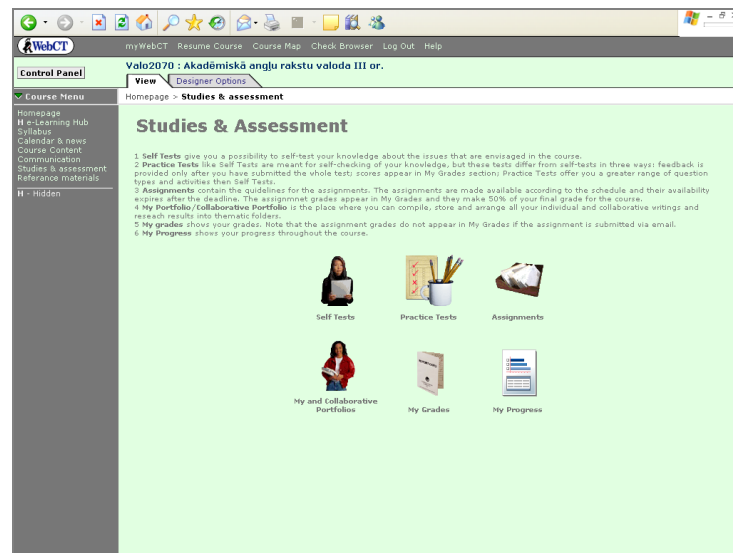 WebCT
myWebCT Resume Course Course Map Check Browser Log Out Help
Control Panel
Valo2070 : Akadēmiskā angļu rakstu valoda III or.
View Designer Options
Course Menu
Homepage > Studies & assessment
Homepage
H e-Learning Hub
Syllabus
Calendar & news
Course Content
Communication
Studies & assessment
Referance materials
H - Hidden
Studies & Assessment
1 Self Tests give you a possibility to self-test your knowledge about the issues that are envisaged in the course.
2 Practice Tests like Self Tests are meant for self-checking of your knowledge, but these tests differ from self-tests in three ways: feedback is
provided only after you have submitted the whole test; scores appear in My Grades section; Practice Tests offer you a greater range of question
types and activities then Self Tests.
3 Assignments contain the guidelines for the assignments. The assignments are made available according to the schedule and their availability
expires after the deadline. The assignmnet grades appear in My Grades and they make 50% of your final grade for the course.
4 My Portfolio/Collaborative Portfolio is the place where you can compile, store and arrange all your individual and collaborative writings and
reseach results into thematic folders.
5 My grades shows your grades. Note that the assignment grades do not appear in My Grades if the assignment is submitted via email.
6 My Progress shows your progress throughout the course.
Self Tests Practice Tests Assignments
My and Collaborative
Portfolios My Grades My Progress